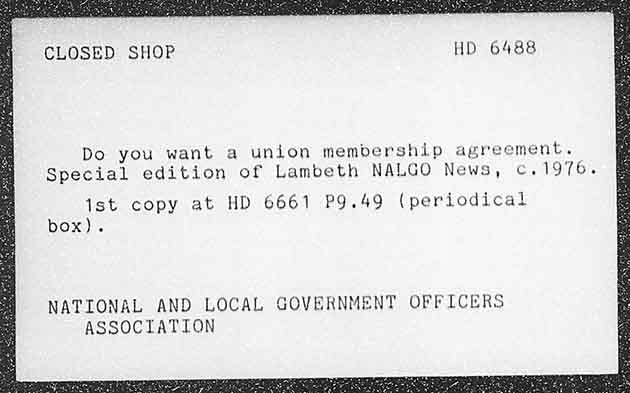 CLOSED SHOP HD 6488
Do you want a union membership agreement.
Special edition of Lambeth NALGO News, c.1976.
1st copy at HD 6661 P9.49 (periodical
box).
NATIONAL AND LOCAL GOVERNMENT OFFICERS
ASSOCIATION